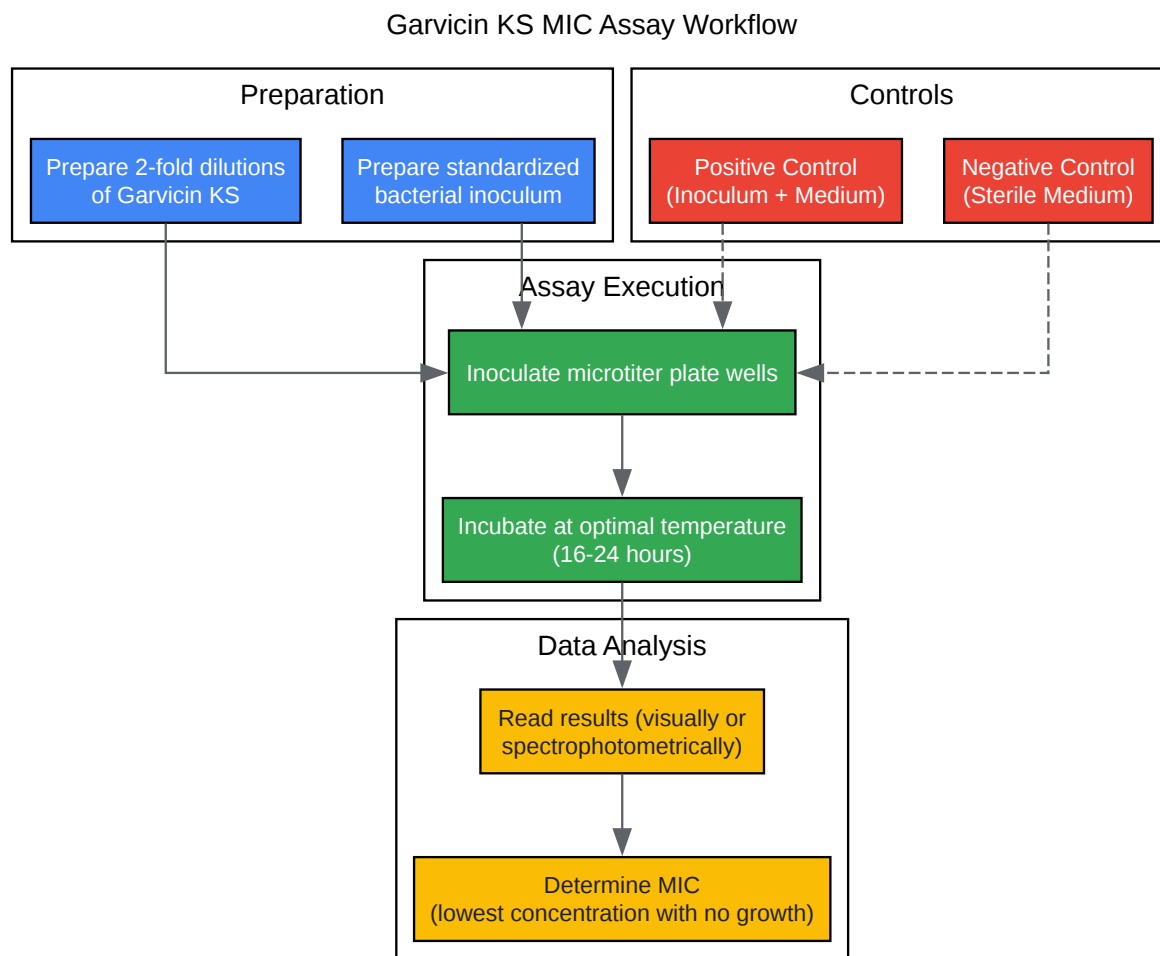 Garvicin KS MIC Assay Workflow
Preparation
Prepare 2-fold dilutions
of Garvicin KS
Prepare standardized
bacterial inoculum
Controls
Positive Control
(Inoculum + Medium)
Negative Control
(Sterile Medium)
Assay Execution
Inoculate microtiter plate wells
Incubate at optimal temperature
(16-24 hours)
Data Analysis
Read results (visually or
spectrophotometrically)
Determine MIC
(lowest concentration with no growth)